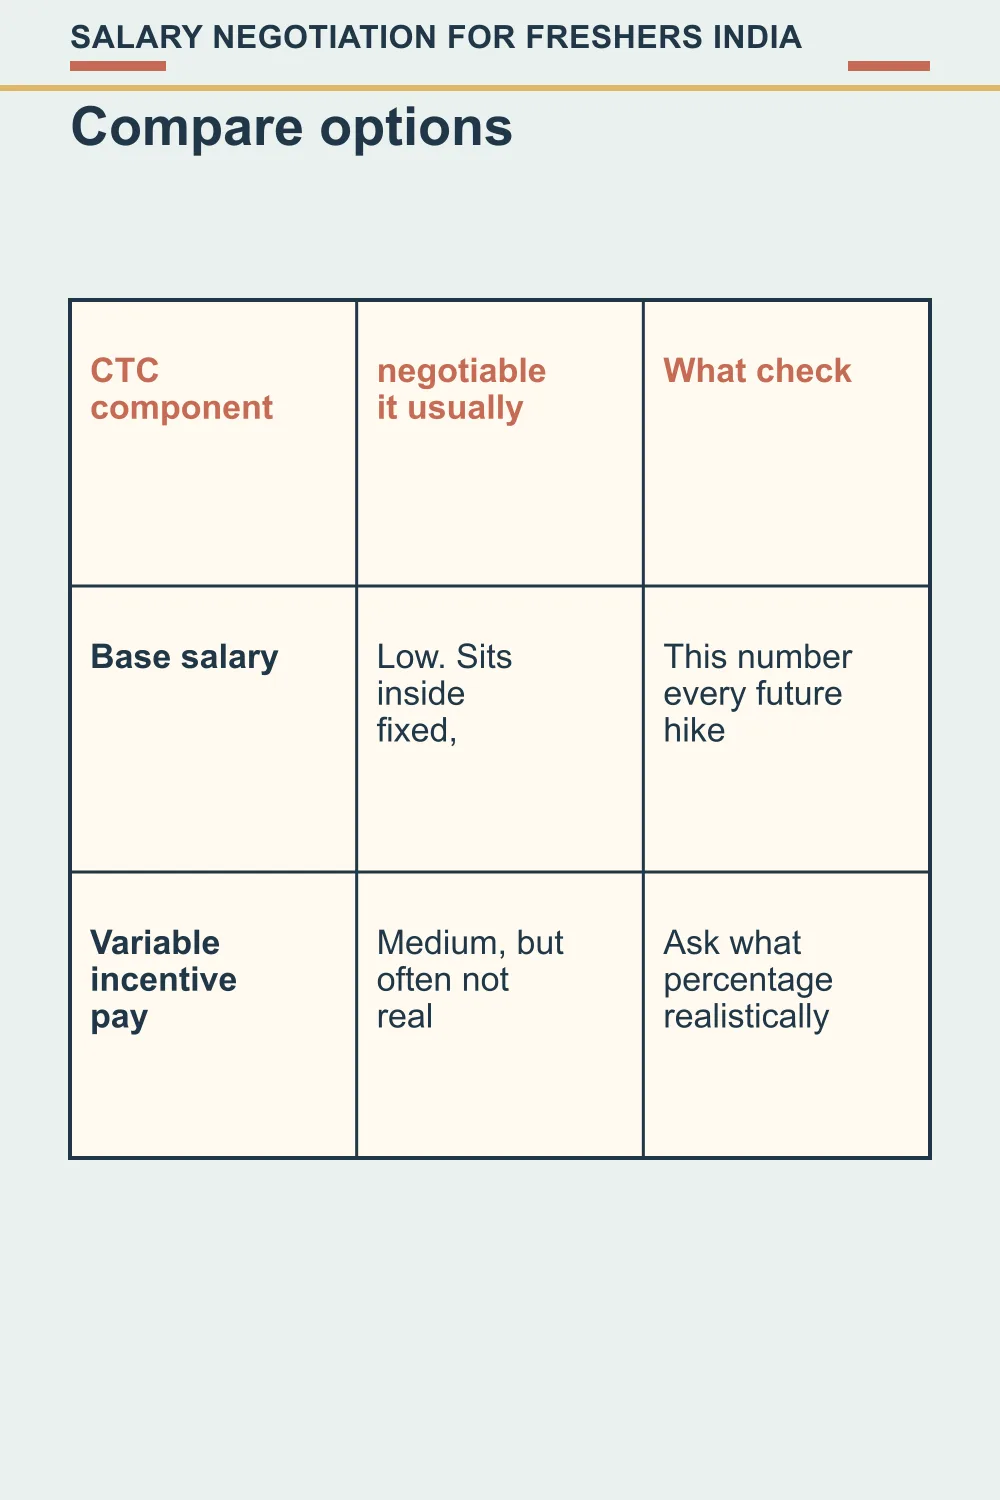 SALARY NEGOTIATION FOR FRESHERS INDIA
Compare options
CTC
component
negotiable
it usually
What check
Base salary
Low. Sits
inside
fixed,
This number
every future
hike
Variable
incentive
pay
Medium, but
often not
real
Ask what
percentage
realistically